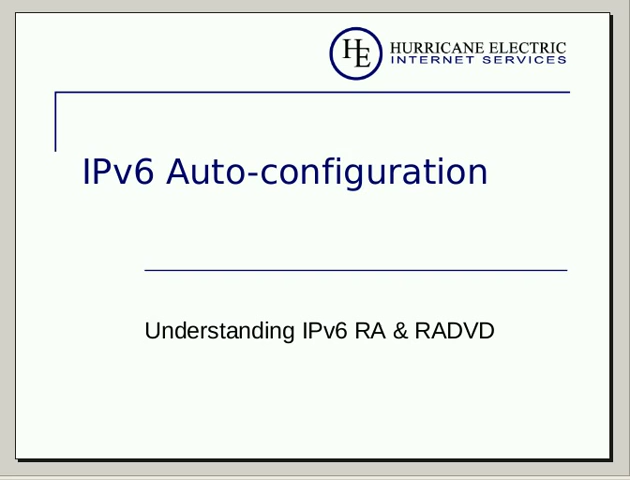 HE
HURRICANE ELECTRIC
INTERNET SERVICES
IPv6 Auto-configuration
Understanding IPv6 RA & RADVD